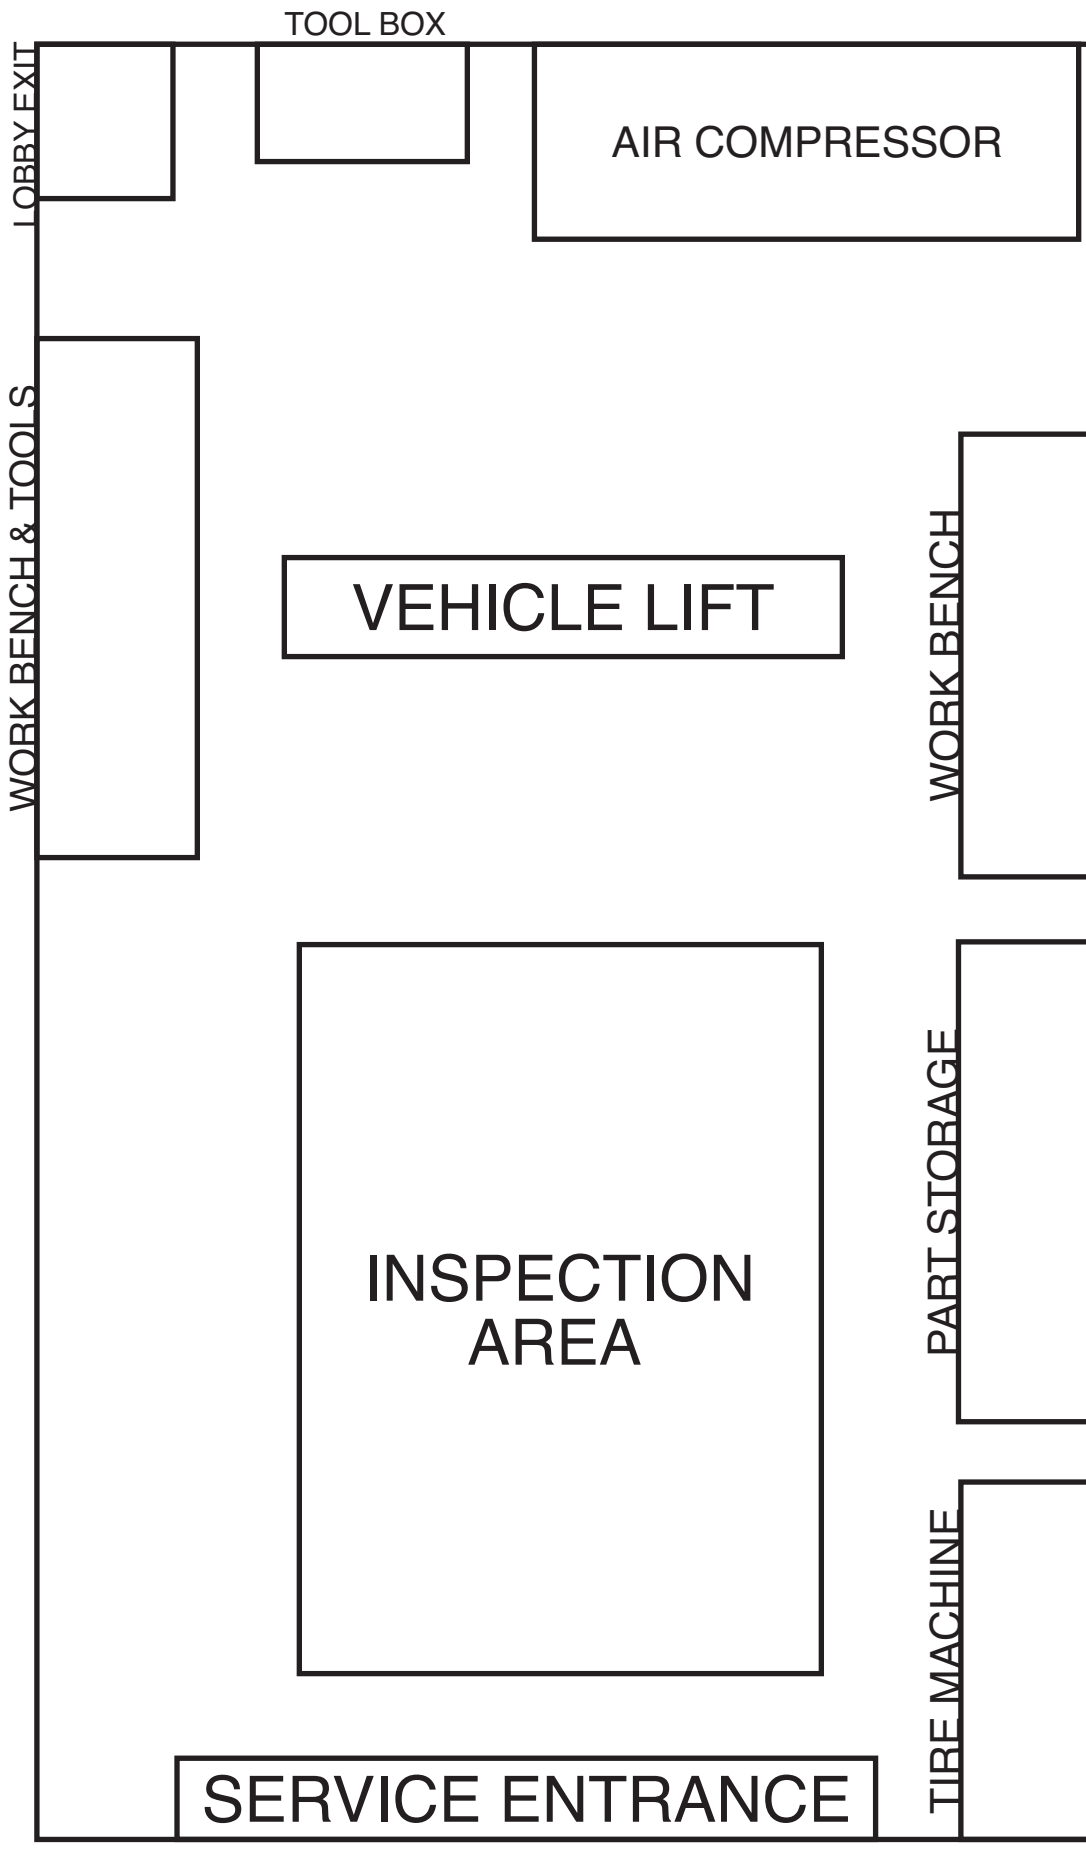 TOOL BOX
LOBBY EXIT
AIR COMPRESSOR
WORK BENCH & TOOLS
VEHICLE LIFT
WORK BENCH
PART STORAGE
INSPECTION
AREA
TIRE MACHINE
SERVICE ENTRANCE